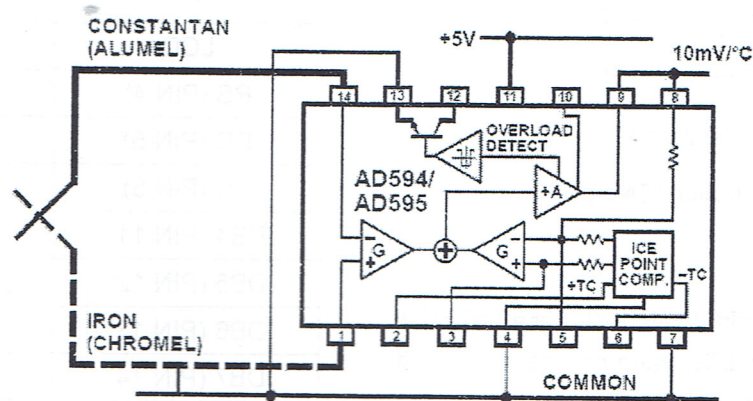 CONSTANTAN
(ALUMEL)
+5V
10mV/°C
14 13 12 11 10 9 8
OVERLOAD
DETECT
AD594/
AD595
+A
G
G
ICE
POINT
COMP.
+TC
–TC
IRON
(CHROMEL)
1 2 3 4 5 6 7
COMMON